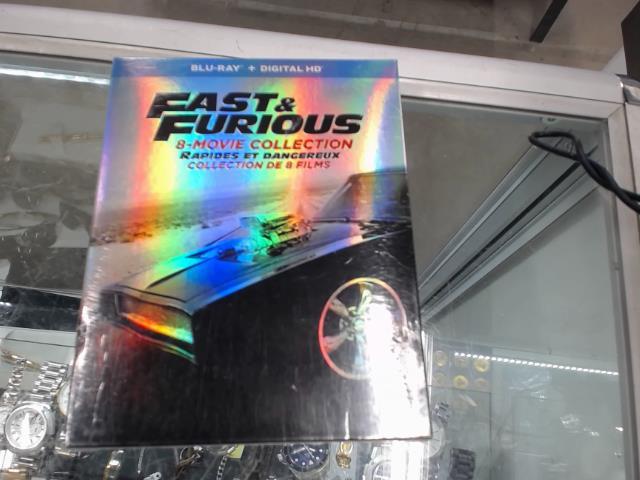 BLU-RAY + DIGITAL HD
FAST &
FURIOUS
8-MOVIE COLLECTION
RAPIDES ET DANGEREUX
COLLECTION DE 8 FILMS